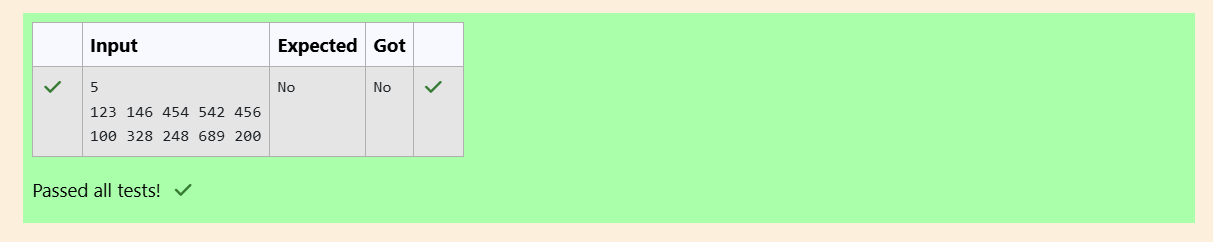 Input Expected Got
5 No No
123 146 454 542 456
100 328 248 689 200
Passed all tests!